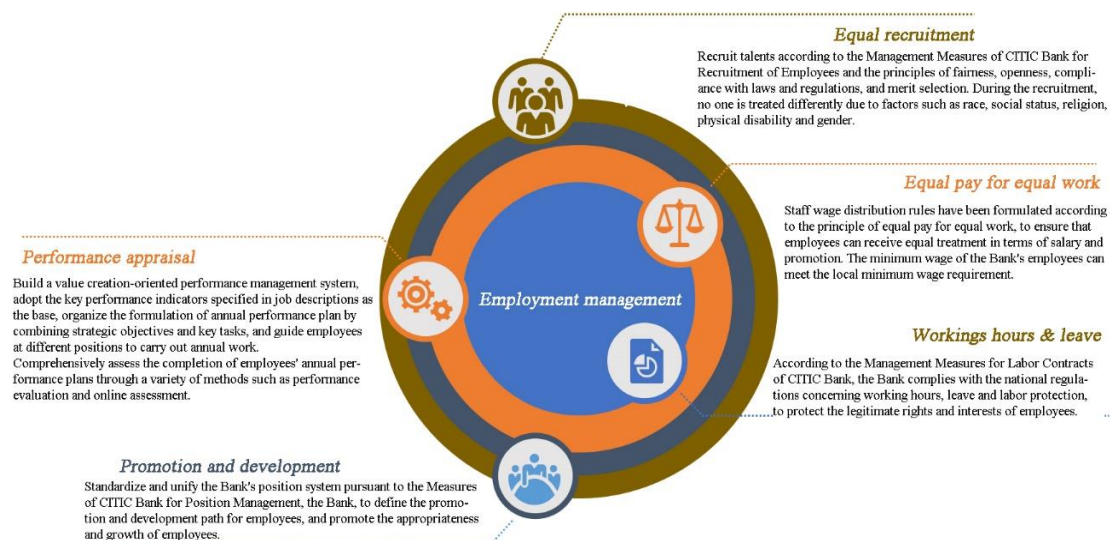 Equal recruitment
Recruit talents according to the Management Measures of CITIC Bank for
Recruitment of Employees and the principles of fairness, openness, compli-
ance with laws and regulations, and merit selection. During the recruitment,
no one is treated differently due to factors such as race, social status, religion,
physical disability and gender.
Equal pay for equal work
Staff wage distribution rules have been formulated according
to the principle of equal pay for equal work, to ensure that
employees can receive equal treatment in terms of salary and
promotion. The minimum wage of the Bank's employees can
meet the local minimum wage requirement.
Performance appraisal
Build a value creation-oriented performance management system,
adopt the key performance indicators specified in job descriptions as
the base, organize the formulation of annual performance plan by
combining strategic objectives and key tasks, and guide employees
at different positions to carry out annual work.
Comprehensively assess the completion of employees' annual per-
formance plans through a variety of methods such as performance
evaluation and online assessment.
Employment management
Workings hours & leave
According to the Management Measures for Labor Contracts
of CITIC Bank, the Bank complies with the national regula-
tions concerning working hours, leave and labor protection,
to protect the legitimate rights and interests of employees.
Promotion and development
Standardize and unify the Bank's position system pursuant to the Measures
of CITIC Bank for Position Management, the Bank, to define the promo-
tion and development path for employees, and promote the appropriateness
and growth of employees.